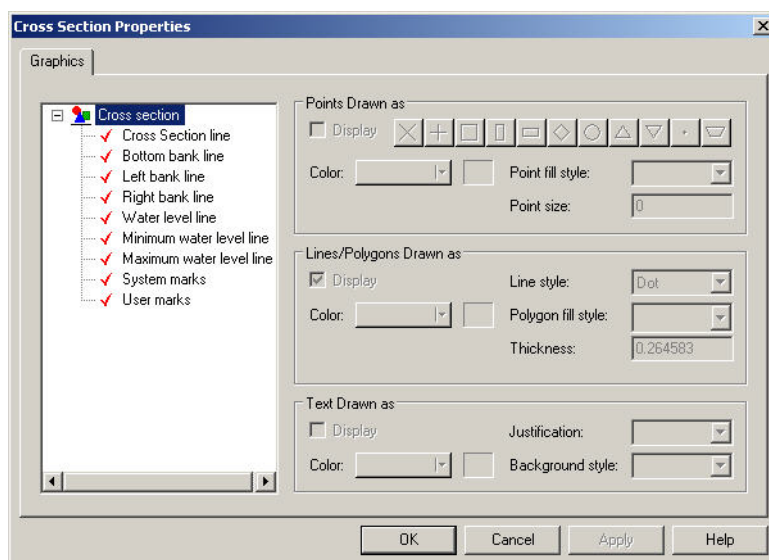 Cross Section Properties
Graphics
Cross section
Cross Section line
Bottom bank line
Left bank line
Right bank line
Water level line
Minimum water level line
Maximum water level line
System marks
User marks
Points Drawn as
Display
Color: Point fill style:
Point size: 0
Lines/Polygons Drawn as
Display Line style: Dot
Color: Polygon fill style:
Thickness: 0.264583
Text Drawn as
Display Justification:
Color: Background style:
OK Cancel Apply Help